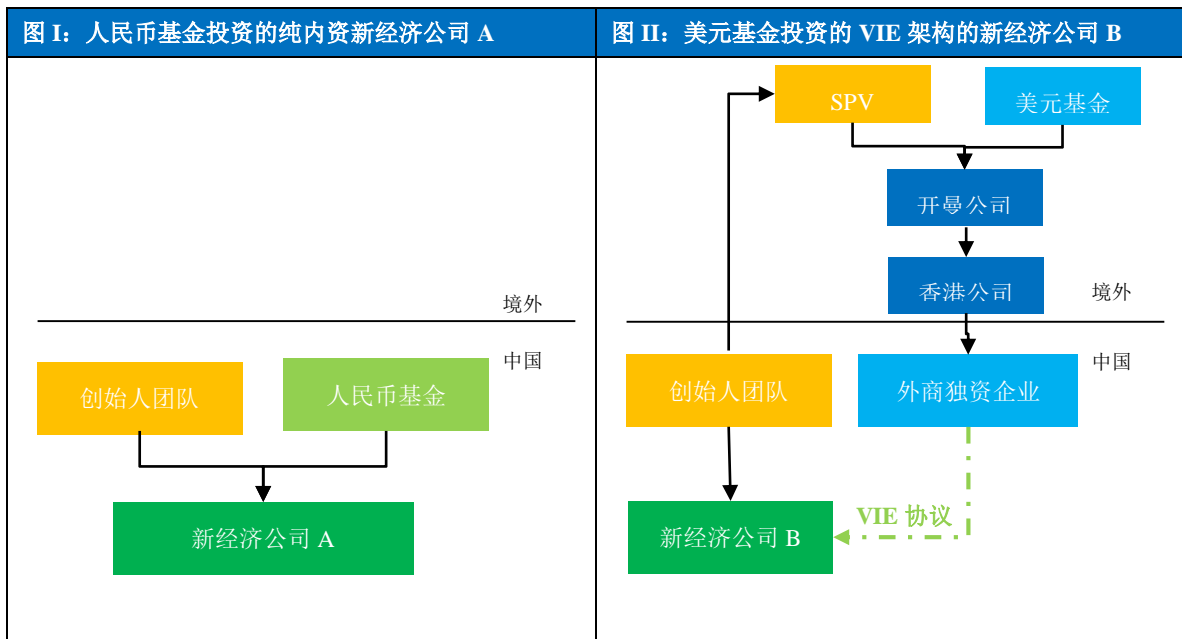 图 I：人民币基金投资的纯内资新经济公司 A
图 II：美元基金投资的 VIE 架构的新经济公司 B
境外
中国
创始人团队
人民币基金
新经济公司 A
SPV
美元基金
开曼公司
香港公司
境外
中国
创始人团队
外商独资企业
VIE 协议
新经济公司 B